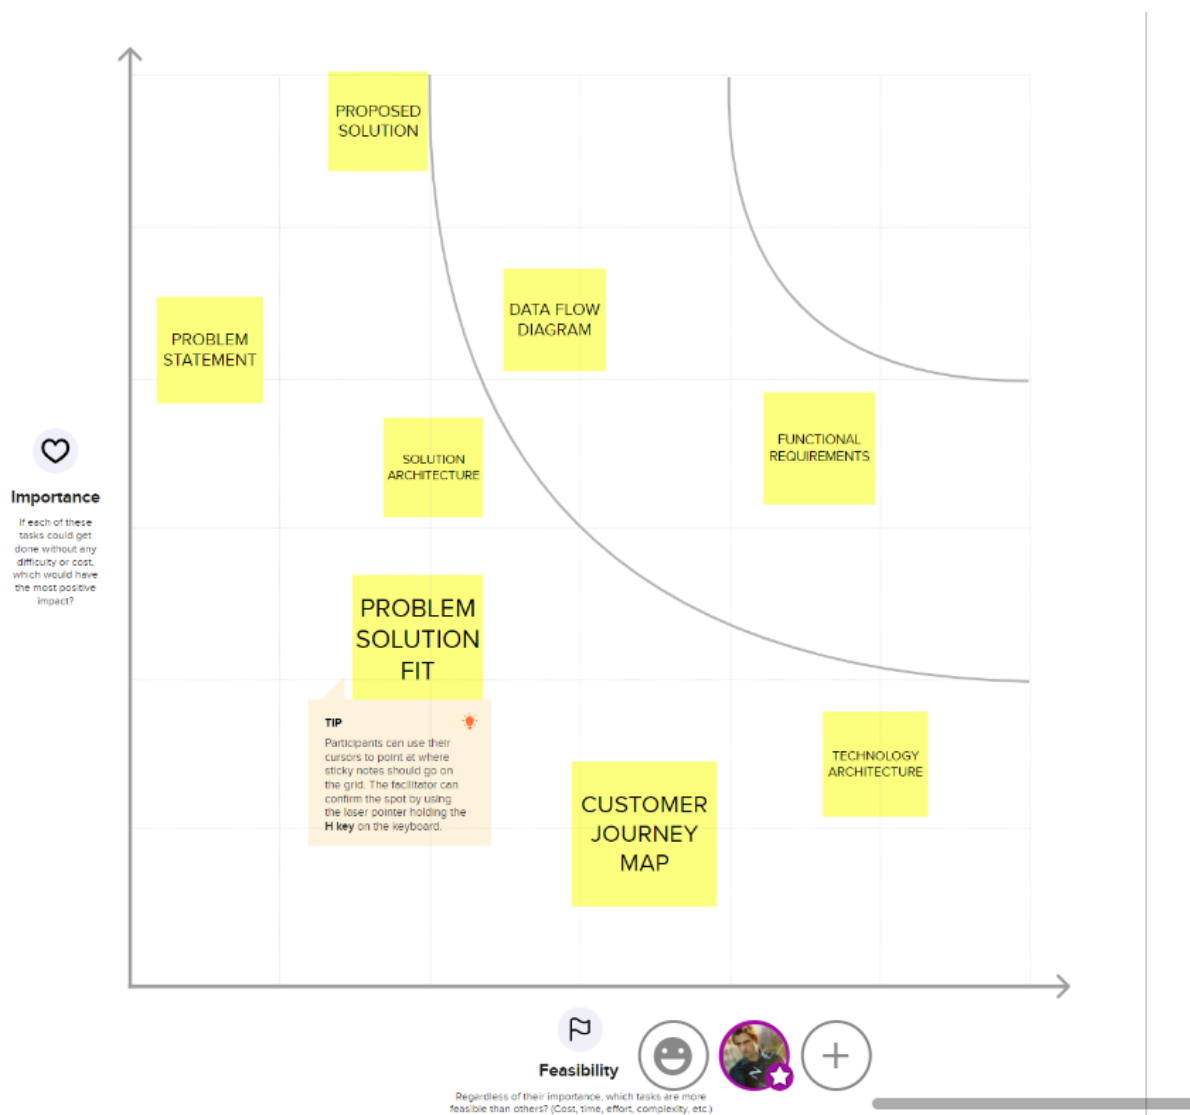 PROPOSED
SOLUTION
DATA FLOW
DIAGRAM
PROBLEM
STATEMENT
FUNCTIONAL
REQUIREMENTS
SOLUTION
ARCHITECTURE
Importance
If each of these
tasks could get
done without any
difficulty or cost,
which would have
the most positive
impact?
PROBLEM
SOLUTION
FIT
TIP
Participants can use their
cursors to point at where
sticky notes should go on
the grid. The facilitator can
confirm the spot by using
the laser pointer holding the
H key on the keyboard.
TECHNOLOGY
ARCHITECTURE
CUSTOMER
JOURNEY
MAP
Feasibility
Regardless of their importance, which tasks are more
feasible than others? (Cost, time, effort, complexity, etc.)